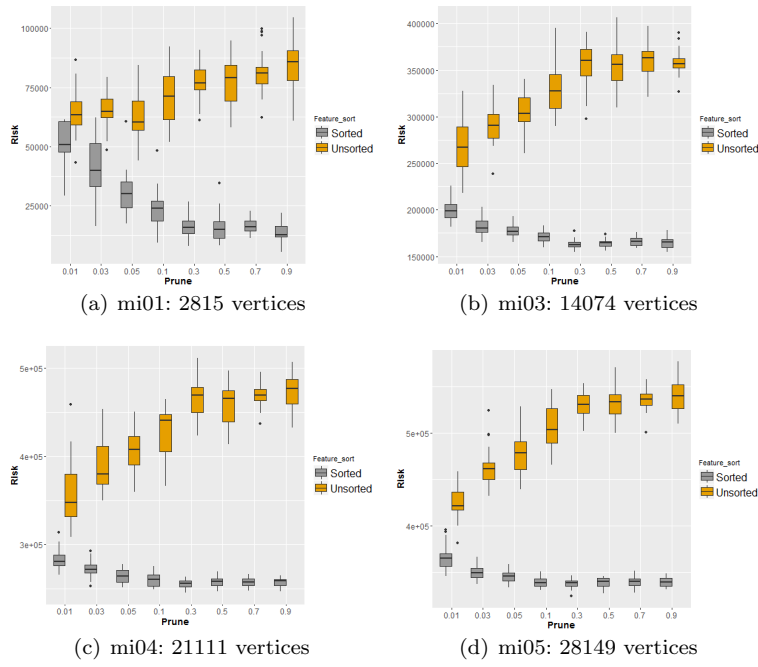 100000
75000
50000
25000
Risk
0.01 0.03 0.05 0.1 0.3 0.5 0.7 0.9
Prune
Feature_sort
Sorted
Unsorted
(a) mi01: 2815 vertices
400000
350000
300000
250000
200000
150000
Risk
0.01 0.03 0.05 0.1 0.3 0.5 0.7 0.9
Prune
Feature_sort
Sorted
Unsorted
(b) mi03: 14074 vertices
5e+05
4e+05
3e+05
Risk
0.01 0.03 0.05 0.1 0.3 0.5 0.7 0.9
Prune
Feature_sort
Sorted
Unsorted
(c) mi04: 21111 vertices
5e+05
4e+05
Risk
0.01 0.03 0.05 0.1 0.3 0.5 0.7 0.9
Prune
Feature_sort
Sorted
Unsorted
(d) mi05: 28149 vertices